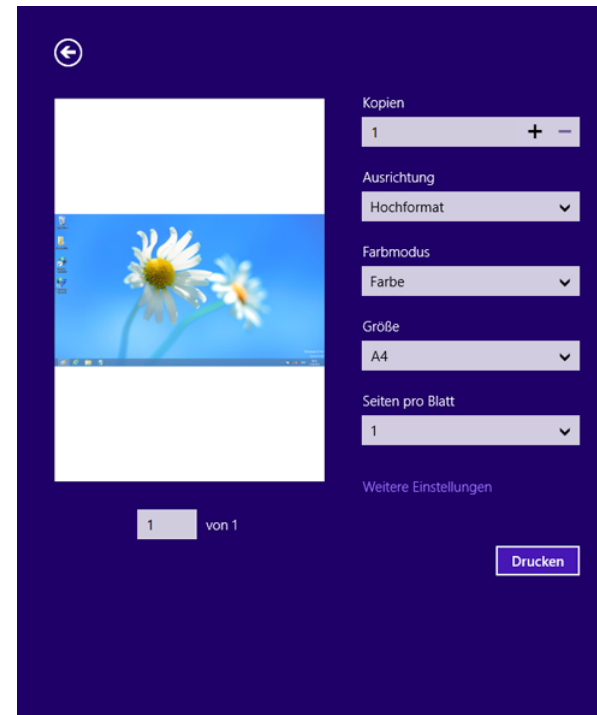 Kopien
1
Ausrichtung
Hochformat
Farbmodus
Farbe
Größe
A4
Seiten pro Blatt
1
Weitere Einstellungen
1 von 1
Drucken